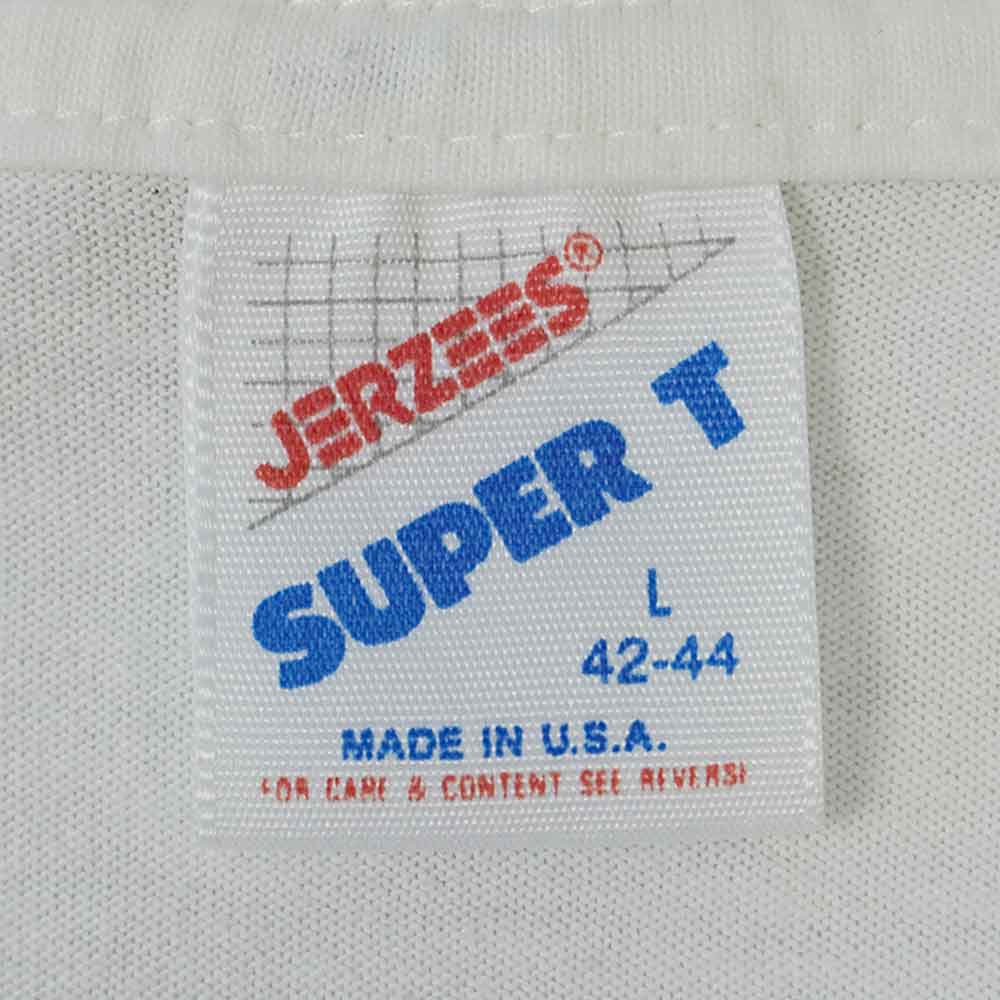 JERZEES®
SUPER T
L
42-44
MADE IN U.S.A.
FOR CARE & CONTENT SEE REVERSE